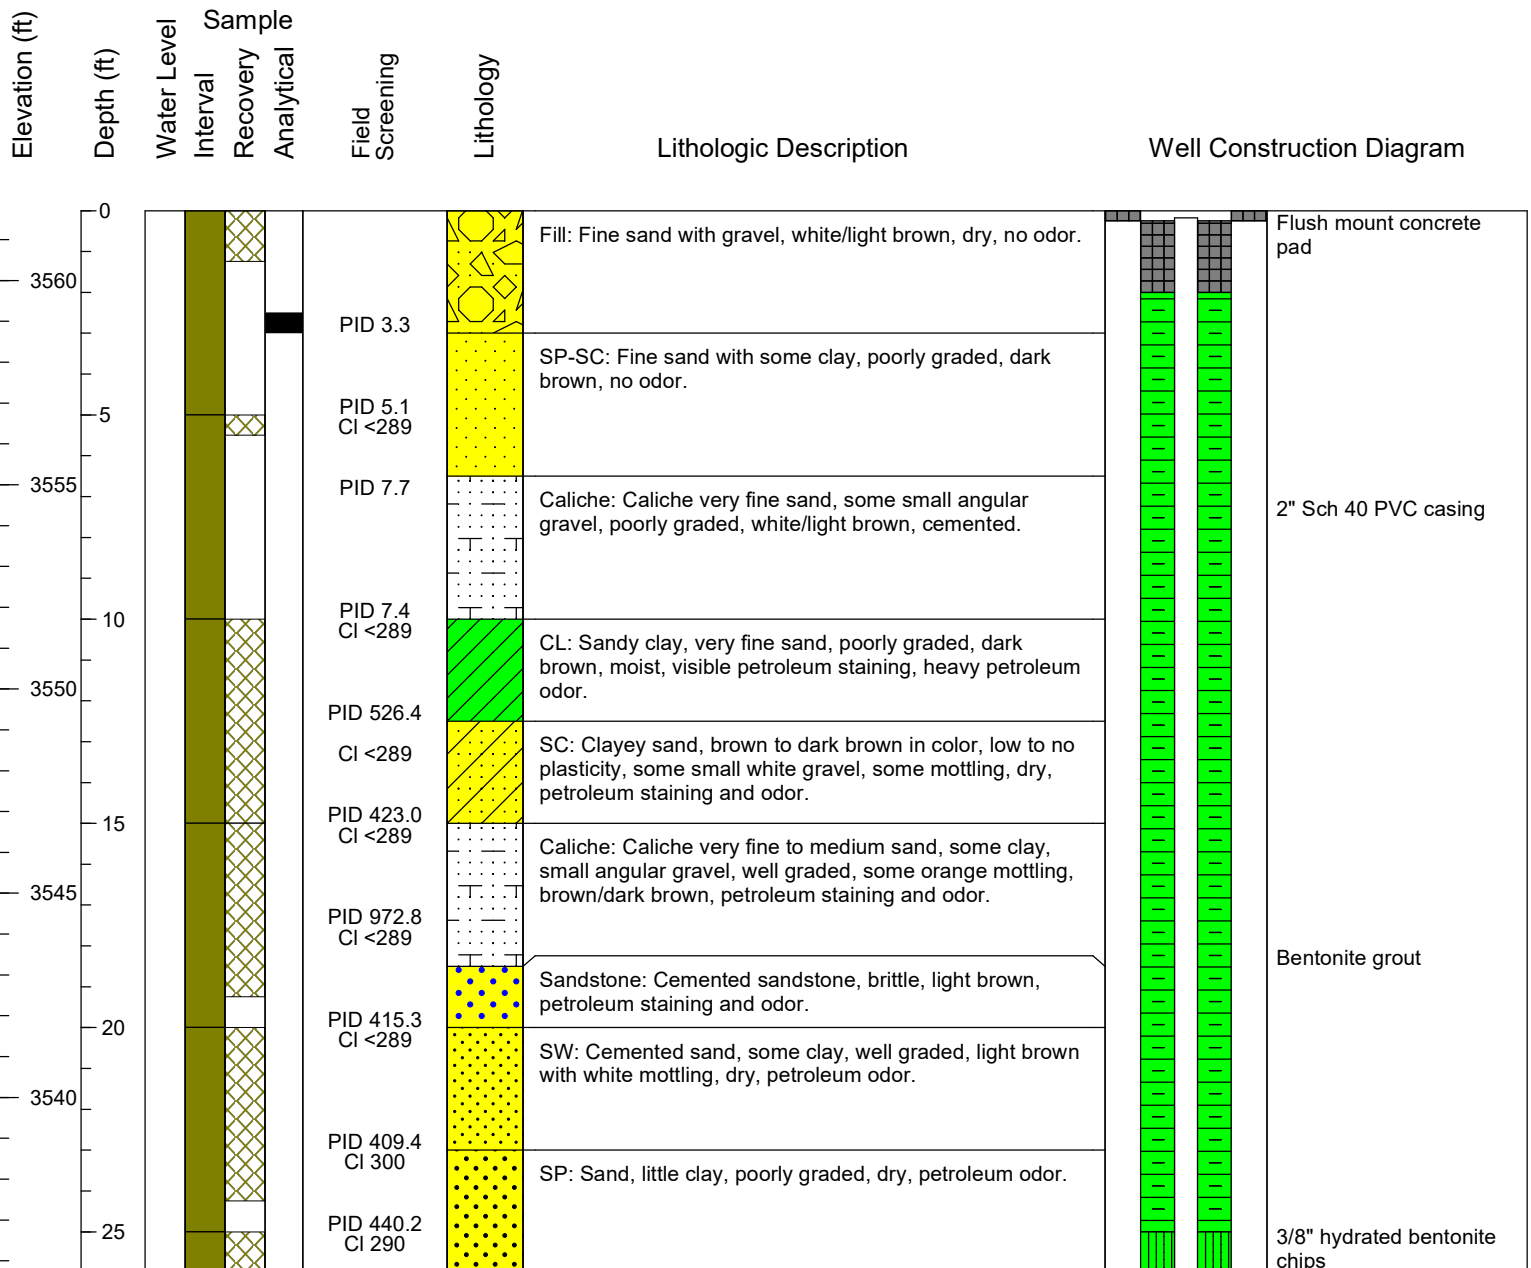 Elevation (ft)
Depth (ft)
Water Level
Sample
Interval
Recovery
Analytical
Field
Screening
Lithology
Lithologic Description
Well Construction Diagram
0
Fill: Fine sand with gravel, white/light brown, dry, no odor.
Flush mount concrete
pad
3560
PID 3.3
SP-SC: Fine sand with some clay, poorly graded, dark
brown, no odor.
5
PID 5.1
Cl <289
3555
PID 7.7
Caliche: Caliche very fine sand, some small angular
gravel, poorly graded, white/light brown, cemented.
2" Sch 40 PVC casing
10
PID 7.4
Cl <289
CL: Sandy clay, very fine sand, poorly graded, dark
brown, moist, visible petroleum staining, heavy petroleum
odor.
3550
PID 526.4
Cl <289
SC: Clayey sand, brown to dark brown in color, low to no
plasticity, some small white gravel, some mottling, dry,
petroleum staining and odor.
15
PID 423.0
Cl <289
Caliche: Caliche very fine to medium sand, some clay,
small angular gravel, well graded, some orange mottling,
brown/dark brown, petroleum staining and odor.
3545
PID 972.8
Cl <289
Bentonite grout
Sandstone: Cemented sandstone, brittle, light brown,
petroleum staining and odor.
20
PID 415.3
Cl <289
SW: Cemented sand, some clay, well graded, light brown
with white mottling, dry, petroleum odor.
3540
PID 409.4
Cl 300
SP: Sand, little clay, poorly graded, dry, petroleum odor.
25
PID 440.2
Cl 290
3/8" hydrated bentonite
chips